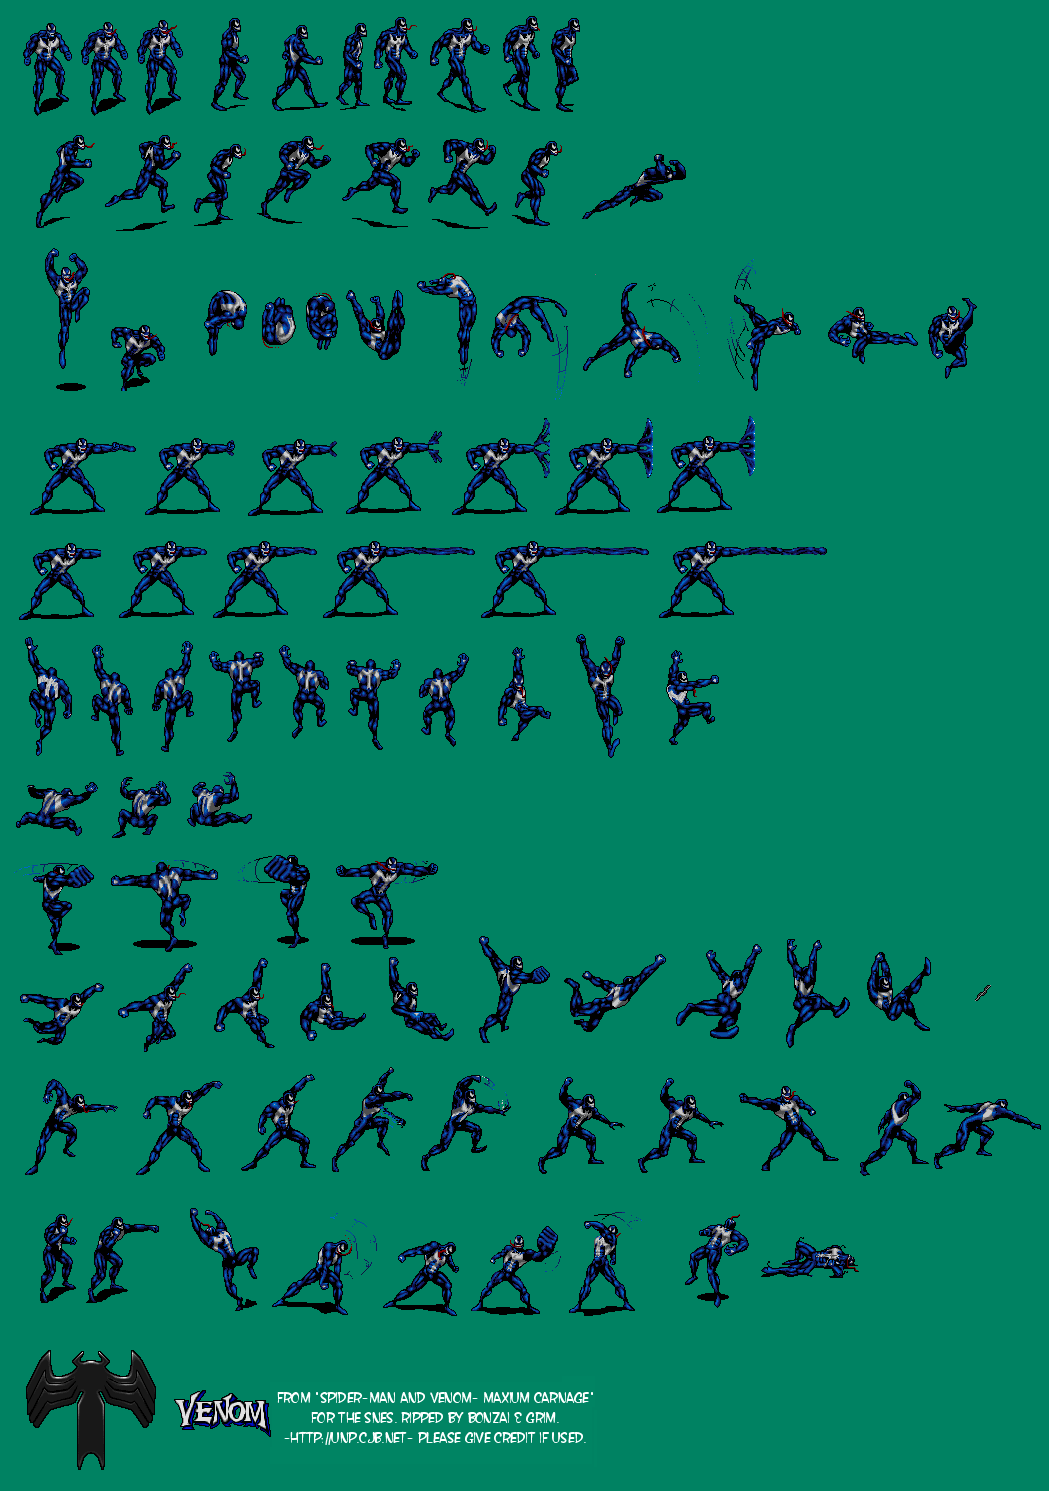 VENOM
FROM "SPIDER-MAN AND VENOM- MAXIUM CARNAGE"
FOR THE SNES. RIPPED BY BONZAI & GRIM.
-HTTP://UNP.CJB.NET- PLEASE GIVE CREDIT IF USED.